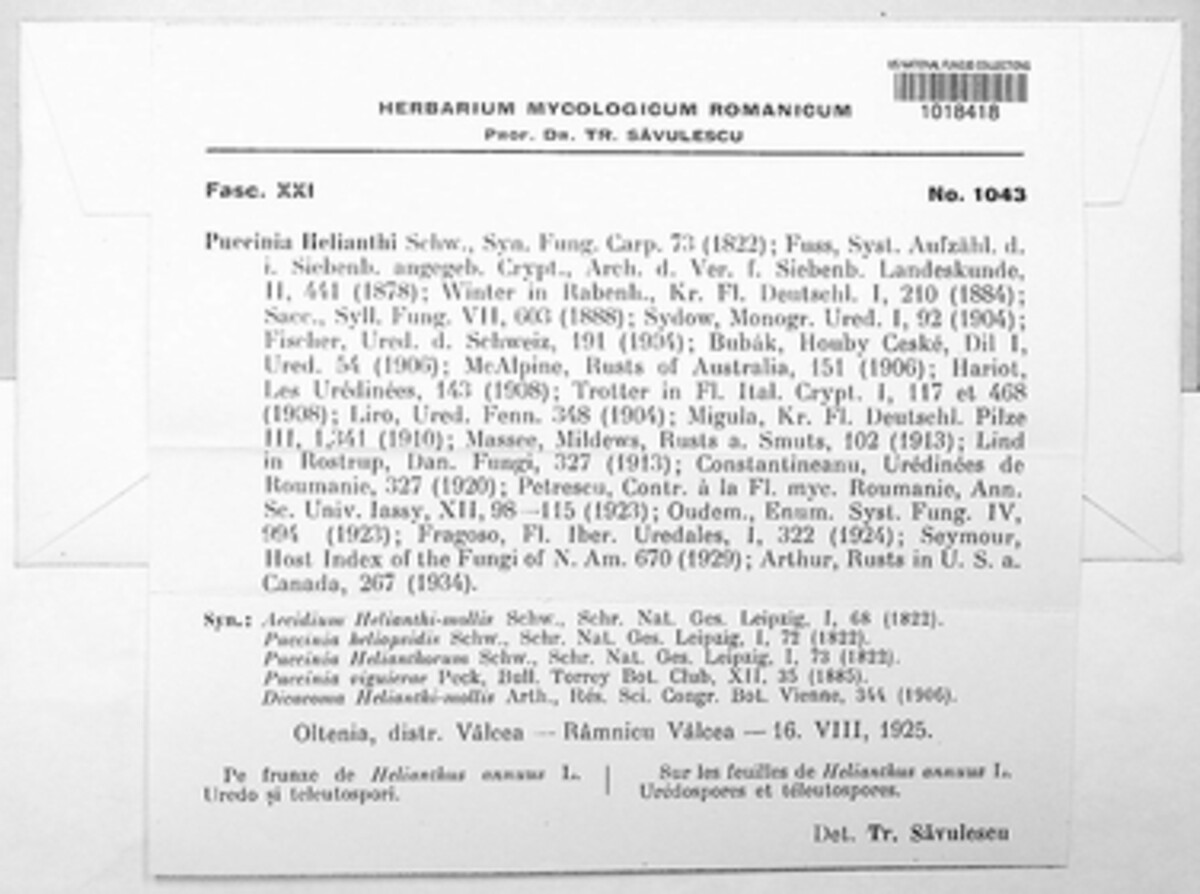 US NATIONAL FUNGUS COLLECTIONS
1018418
HERBARIUM MYCOLOGICUM ROMANICUM
PROF. DR. TR. SĂVULESCU
Fasc. XXI
No. 1043
Puccinia Helianthi Schw., Syn. Fung. Carp. 73 (1822); Fuss, Syst. Aufzähl. d.
i. Siebenb. angegeb. Crypt., Arch. d. Ver. f. Siebenb. Landeskunde,
II, 441 (1878); Winter in Rabenh., Kr. Fl. Deutschl. I, 210 (1884);
Sacc., Syll. Fung. VII, 603 (1888); Sydow, Monogr. Ured. I, 92 (1904);
Fischer, Ured. d. Schweiz, 191 (1904); Bubák, Houby Ceské, Dil I,
Ured. 54 (1906); McAlpine, Rusts of Australia, 151 (1906); Hariot,
Les Urédinées, 143 (1908); Trotter in Fl. Ital. Crypt. I, 117 et 468
(1908); Liro, Ured. Fenn. 348 (1904); Migula, Kr. Fl. Deutschl. Pilze
III, 1,341 (1910); Massee, Mildews, Rusts a. Smuts, 102 (1913); Lind
in Rostrup, Dan. Fungi, 327 (1913); Constantineanu, Urédinées de
Roumanie, 327 (1920); Petrescu, Contr. à la Fl. myc. Roumanie, Ann.
Sc. Univ. Iassy, XII, 98—115 (1923); Oudem., Enum. Syst. Fung. IV,
994 (1923); Fragoso, Fl. Iber. Uredales, I, 322 (1924); Seymour,
Host Index of the Fungi of N. Am. 670 (1929); Arthur, Rusts in U. S. a.
Canada, 267 (1934).
Syn.: Aecidium Helianthi-mollis Schw., Schr. Nat. Ges. Leipzig, I, 68 (1822).
Puccinia heliopsidis Schw., Schr. Nat. Ges. Leipzig, I, 72 (1822).
Puccinia Helianthorum Schw., Schr. Nat. Ges. Leipzig, I, 73 (1822).
Puccinia viguierae Peck, Bull. Torrey Bot. Club, XII, 35 (1885).
Dicaeoma Helianthi-mollis Arth., Rés. Sci. Congr. Bot. Vienne, 344 (1906).
Oltenia, distr. Vâlcea — Râmnicu Vâlcea — 16. VIII, 1925.
Pe frunze de Helianthus annuus L.
Uredo și teleutospori.
Sur les feuilles de Helianthus annuus L.
Urédospores et téleutospores.
Det. Tr. Săvulescu